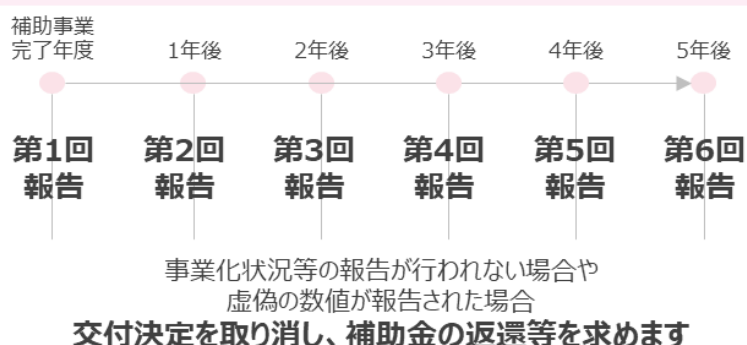 補助事業
完了年度
1年後
2年後
3年後
4年後
5年後
第1回
報告
第2回
報告
第3回
報告
第4回
報告
第5回
報告
第6回
報告
事業化状況等の報告が行われない場合や
虚偽の数値が報告された場合
交付決定を取り消し、補助金の返還等を求めます